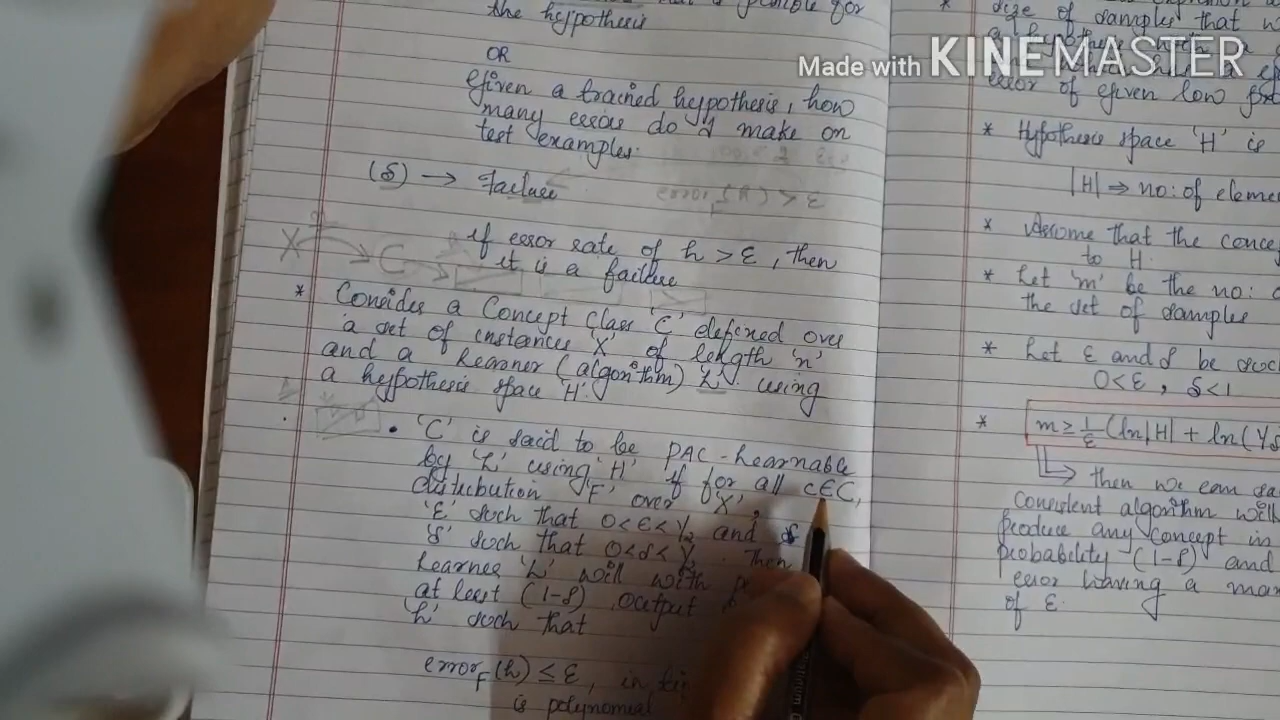 Made with KINEMASTER
the hypothesis
OR
Given a trained hypothesis, how
many errors do I make on
test examples.
(δ) → Failure
if error rate of h > ε, then
it is a failure
* Consider a Concept Class 'C' defined over
a set of instances 'X' of length 'n'
and a Learner (algorithm) 'L' using
a hypothesis space 'H'.
• 'C' is said to be PAC-Learnable
by 'L' using 'H' if for all c∈C,
distribution 'F' over 'X',
'ε' such that 0<ε<1/2 and
'δ' such that 0<δ<1/2. Then
Learner 'L' will with
at least (1-δ) output
'h' such that
error_F(h) ≤ ε, in
is polynomial
size of samples that
error of given low
* Hypothesis space 'H' is
|H| ⇒ no: of
* Assume that the
to H.
* Let 'm' be the no:
the set of samples
* Let ε and δ be
0<ε, δ<1
* m ≥ 1/ε (ln|H| + ln(1/δ
→ then we can
consistent algorithm will
produce any concept in
probability (1-δ) and
error having a
of ε.